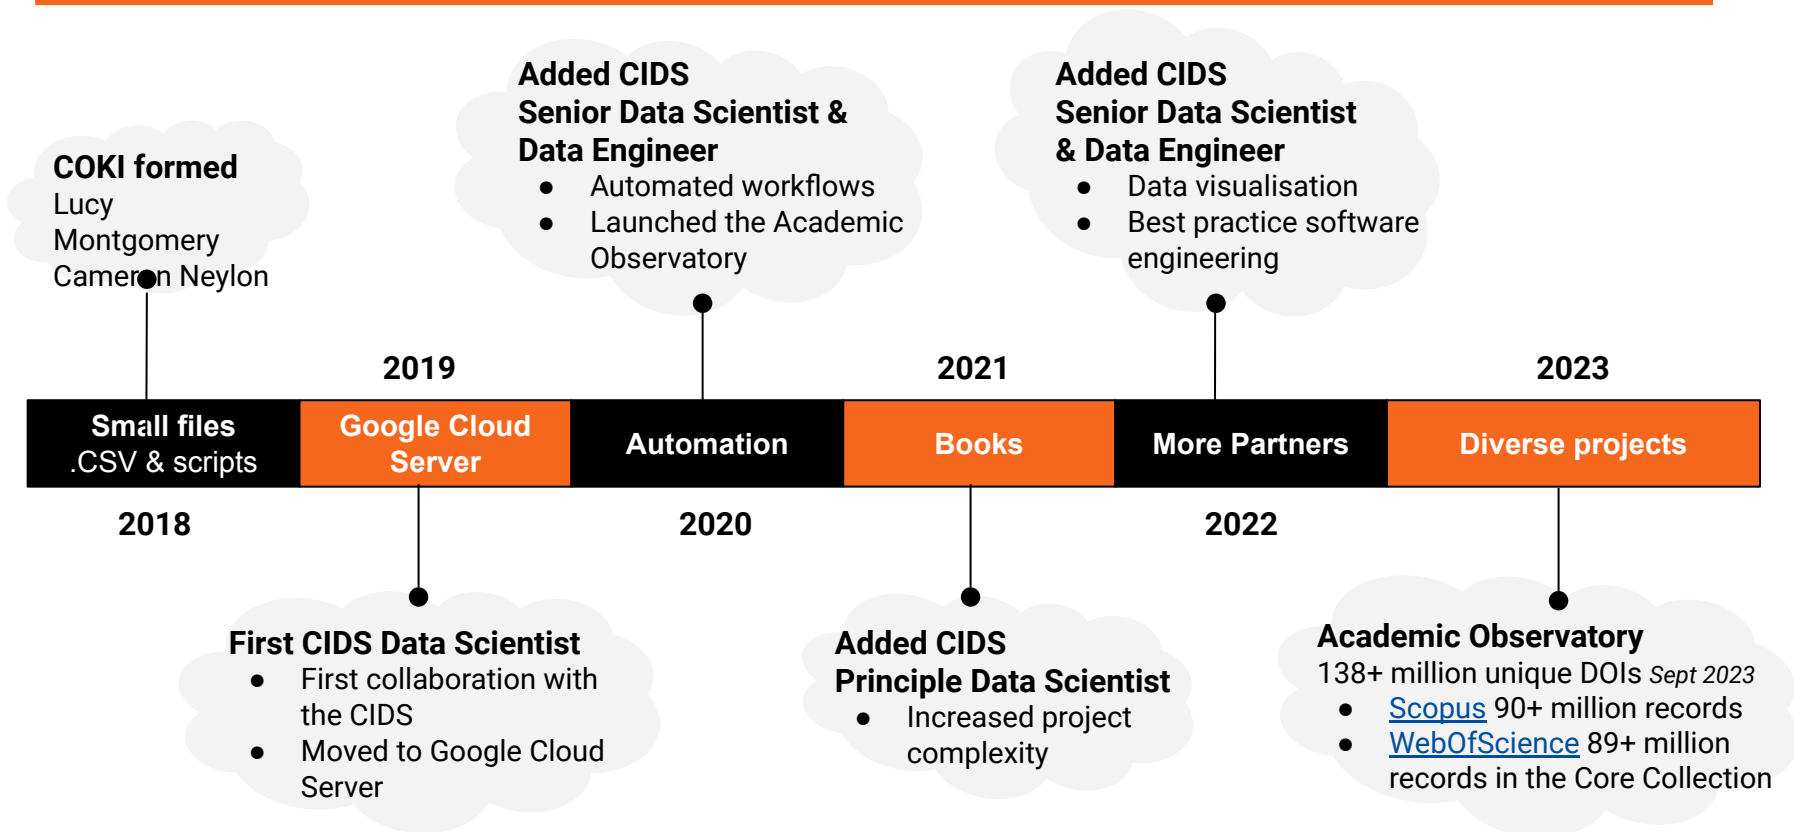 COKI formed
Lucy
Montgomery
Cameron Neylon
Added CIDS
Senior Data Scientist &
Data Engineer
● Automated workflows
● Launched the Academic
Observatory
Added CIDS
Senior Data Scientist
& Data Engineer
● Data visualisation
● Best practice software
engineering
2019
2021
2023
Small files
.CSV & scripts
Google Cloud
Server
Automation
Books
More Partners
Diverse projects
2018
2020
2022
First CIDS Data Scientist
● First collaboration with
the CIDS
● Moved to Google Cloud
Server
Added CIDS
Principle Data Scientist
● Increased project
complexity
Academic Observatory
138+ million unique DOIs Sept 2023
● Scopus 90+ million records
● WebOfScience 89+ million
records in the Core Collection